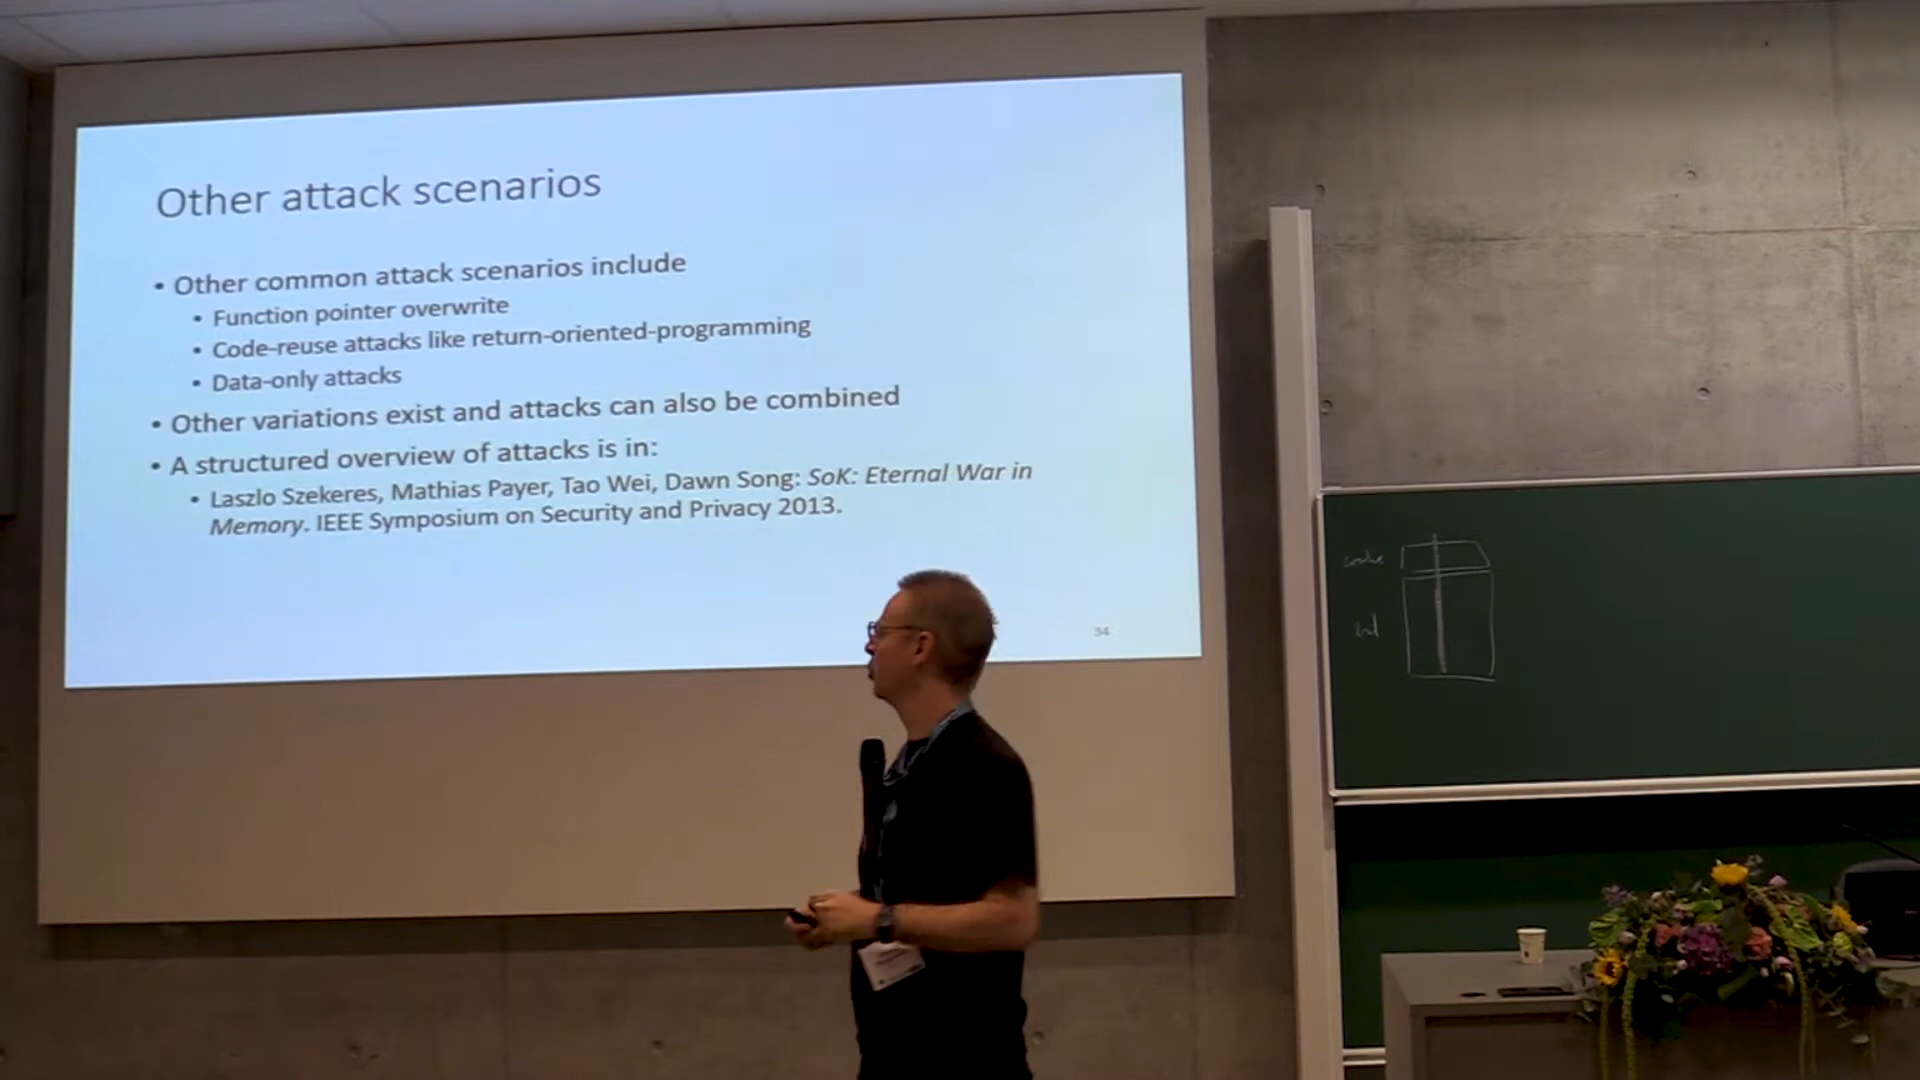 Other attack scenarios
• Other common attack scenarios include
• Function pointer overwrite
• Code-reuse attacks like return-oriented-programming
• Data-only attacks
• Other variations exist and attacks can also be combined
• A structured overview of attacks is in:
• Laszlo Szekeres, Mathias Payer, Tao Wei, Dawn Song: SoK: Eternal War in
Memory. IEEE Symposium on Security and Privacy 2013.
34